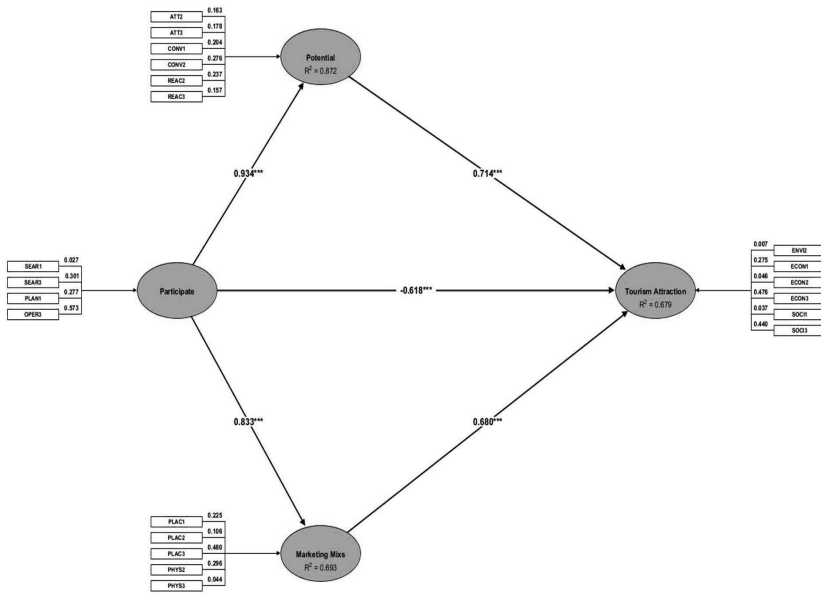 ATT2 0.163
ATT3 0.178
CONV1 0.204
CONV2 0.276
REAC2 0.237
REAC3 0.157
Potential
R² = 0.872
0.934***
0.714***
SEAR1 0.027
SEAR3 0.301
PLAN1 0.277
OPER3 0.573
Participate
-0.618***
Tourism Attraction
R² = 0.679
0.007 ENVI2
0.275 ECON1
0.046 ECON2
0.476 ECON3
0.037 SOCI1
0.440 SOCI3
0.833***
0.680***
PLAC1 0.225
PLAC2 0.106
PLAC3 0.480
PHYS2 0.296
PHYS3 0.044
Marketing Mixs
R² = 0.693